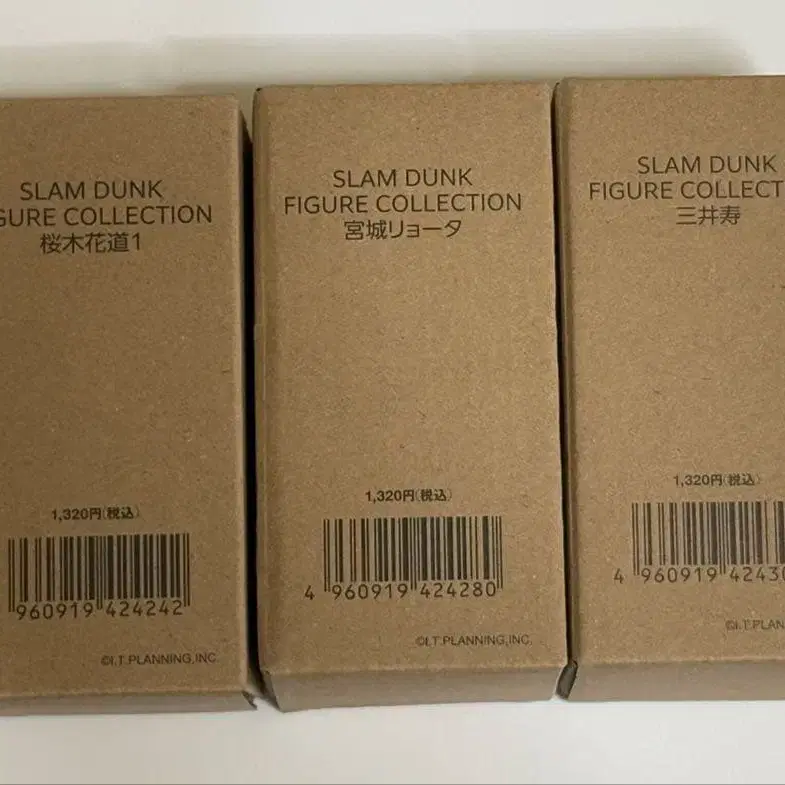 SLAM DUNK
GURE COLLECTION
桜木花道1
1,320円(税込)
960919 424242
©I.T.PLANNING,INC.
SLAM DUNK
FIGURE COLLECTION
宮城リョータ
1,320円(税込)
4 960919 424280
©I.T.PLANNING,INC.
SLAM DUNK
FIGURE COLLECTI
三井寿
1,320円(税込)
4 960919 42430
©I.T.PLAN